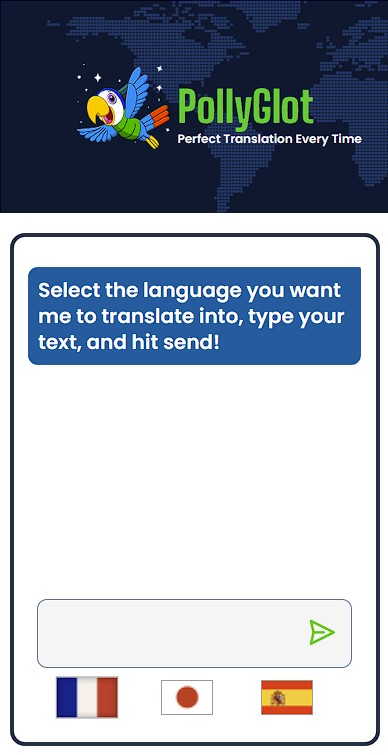 PollyGlot
Perfect Translation Every Time
Select the language you want
me to translate into, type your
text, and hit send!